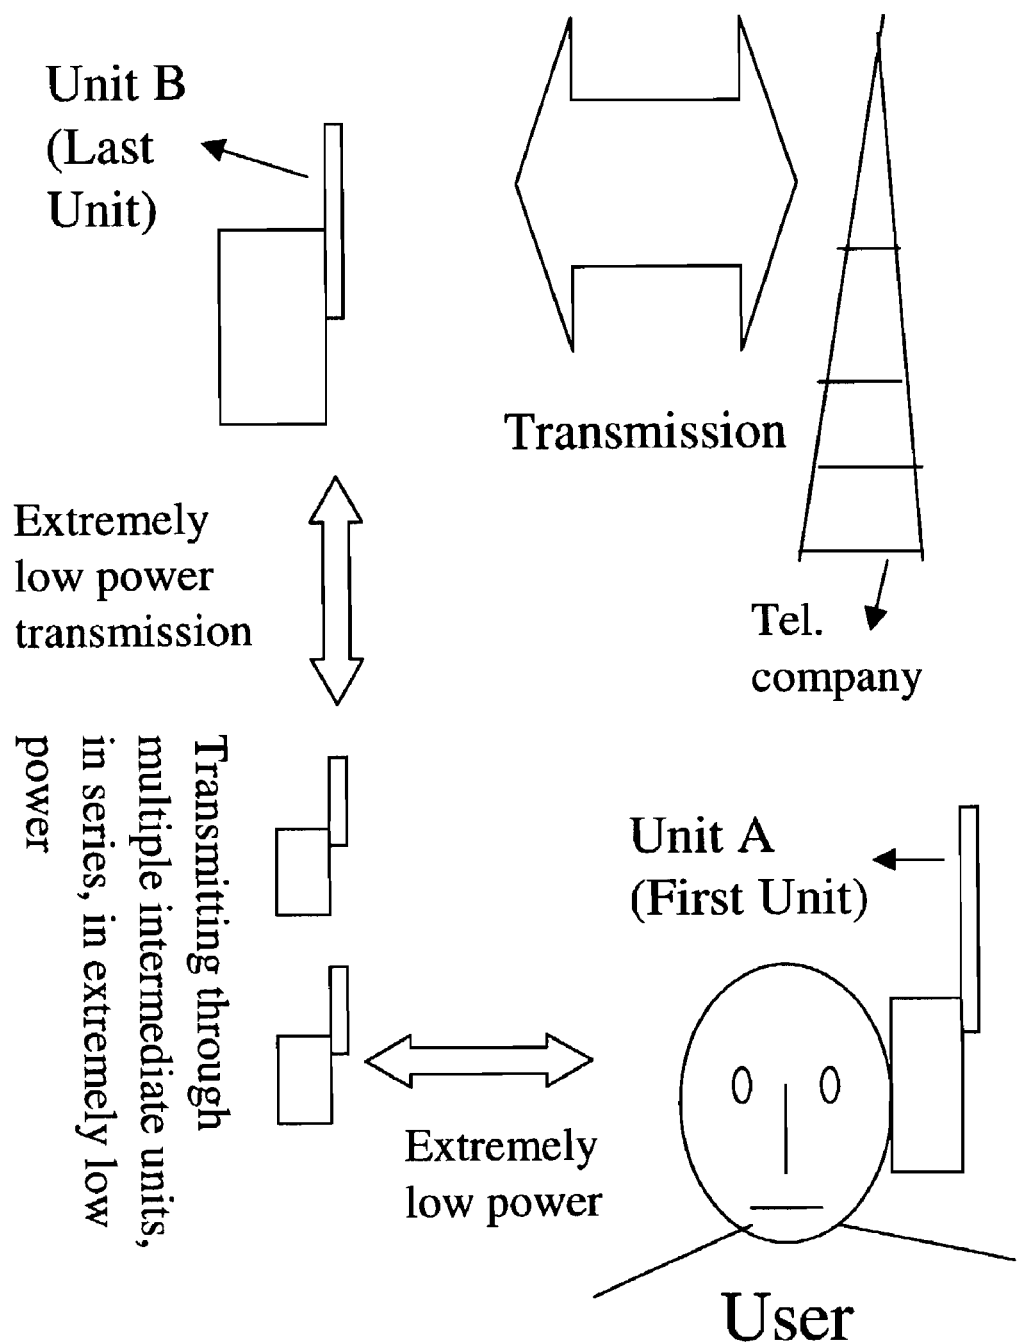 Unit B
(Last
Unit)
Transmission
Extremely
low power
transmission
Tel.
company
Transmitting through
multiple intermediate units,
in series, in extremely low
power
Unit A
(First Unit)
Extremely
low power
User